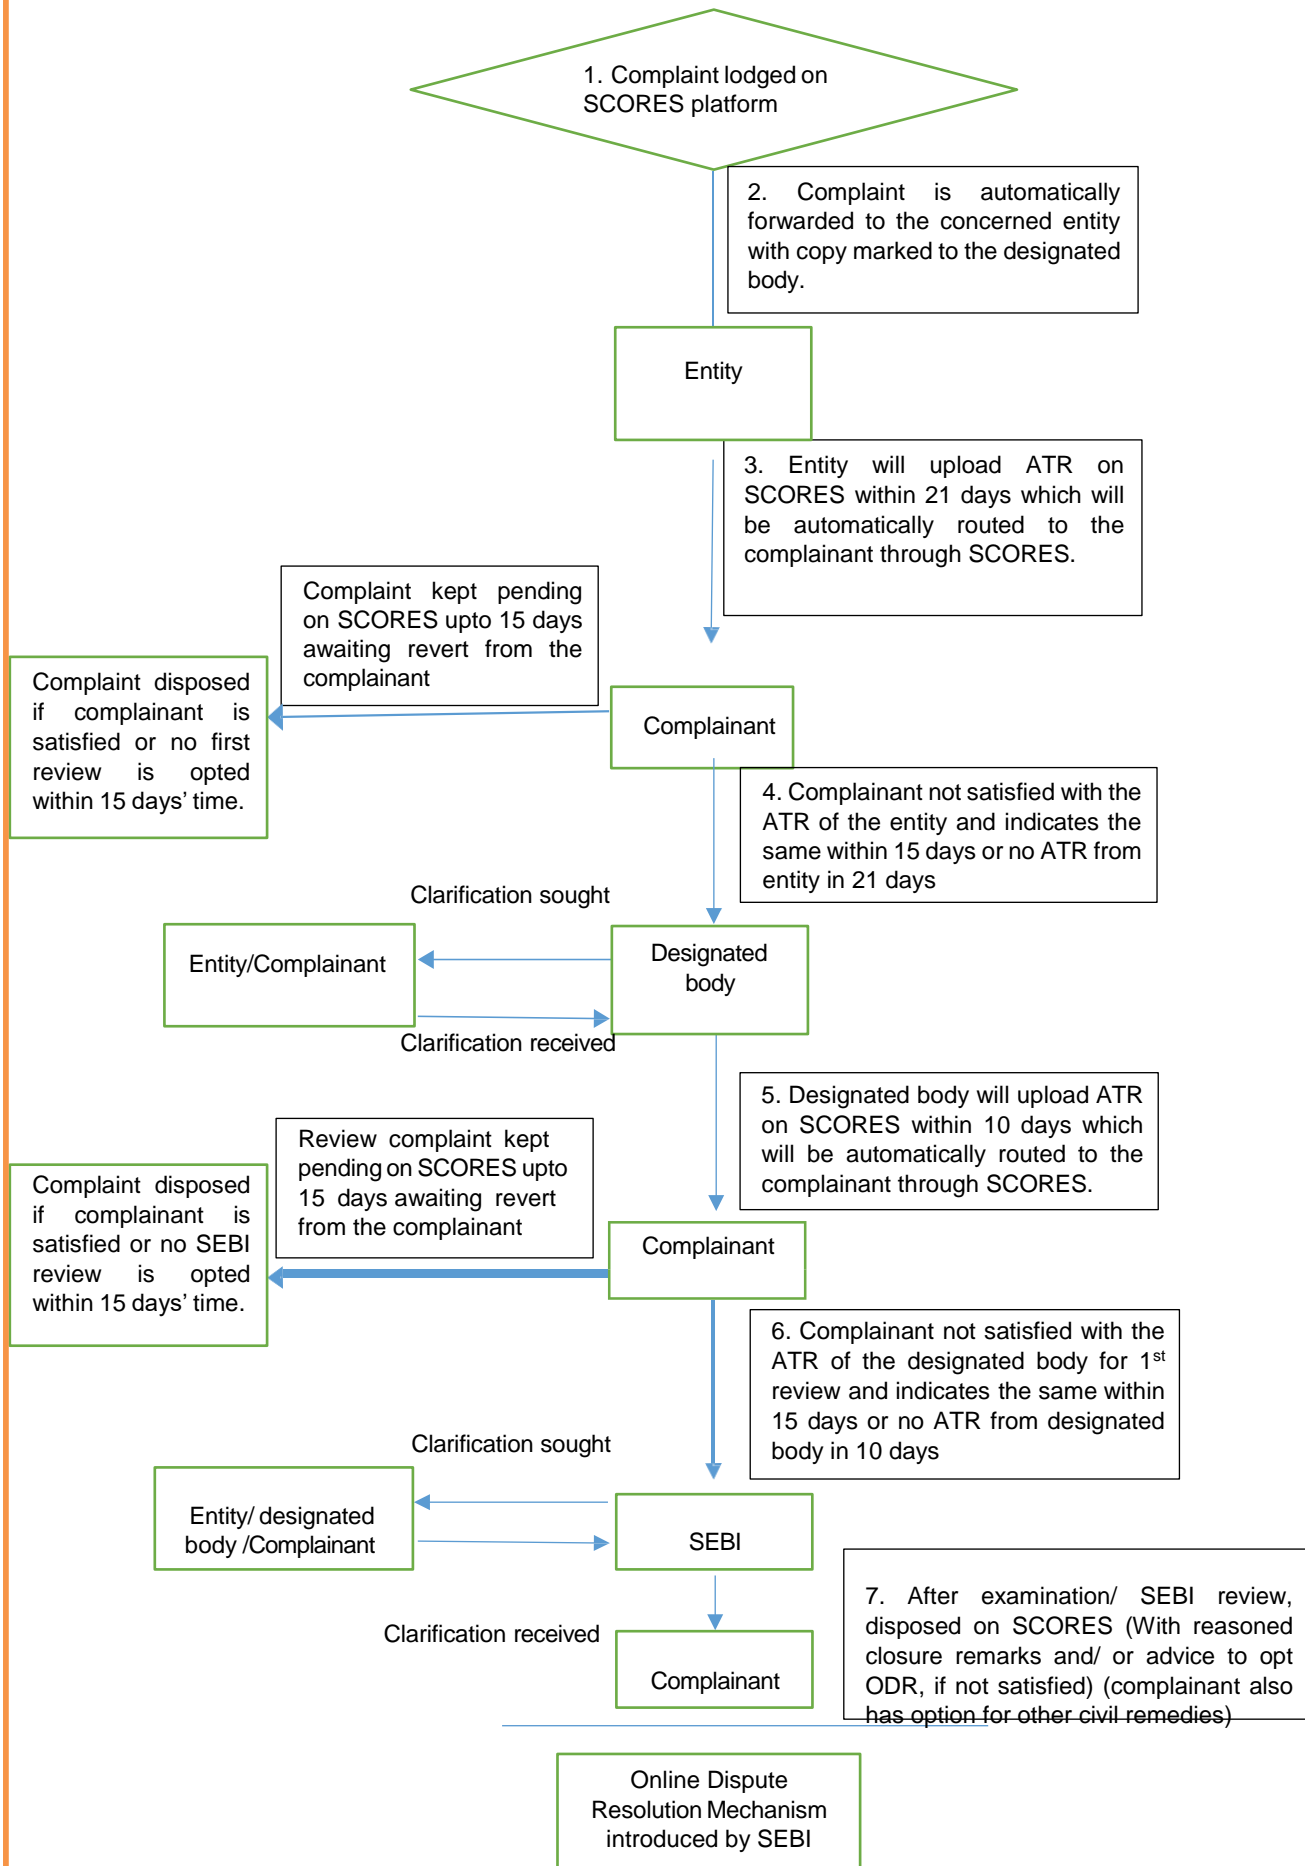 1. Complaint lodged on
SCORES platform
2. Complaint is automatically
forwarded to the concerned entity
with copy marked to the designated
body.
Entity
3. Entity will upload ATR on
SCORES within 21 days which will
be automatically routed to the
complainant through SCORES.
Complaint kept pending
on SCORES upto 15 days
awaiting revert from the
complainant
Complaint disposed
if complainant is
satisfied or no first
review is opted
within 15 days’ time.
Complainant
4. Complainant not satisfied with the
ATR of the entity and indicates the
same within 15 days or no ATR from
entity in 21 days
Clarification sought
Entity/Complainant
Designated
body
Clarification received
5. Designated body will upload ATR
on SCORES within 10 days which
will be automatically routed to the
complainant through SCORES.
Review complaint kept
pending on SCORES upto
15 days awaiting revert
from the complainant
Complaint disposed
if complainant is
satisfied or no SEBI
review is opted
within 15 days’ time.
Complainant
6. Complainant not satisfied with the
ATR of the designated body for 1st
review and indicates the same within
15 days or no ATR from designated
body in 10 days
Clarification sought
Entity/ designated
body /Complainant
SEBI
7. After examination/ SEBI review,
disposed on SCORES (With reasoned
closure remarks and/ or advice to opt
ODR, if not satisfied) (complainant also
has option for other civil remedies)
Clarification received
Complainant
Online Dispute
Resolution Mechanism
introduced by SEBI